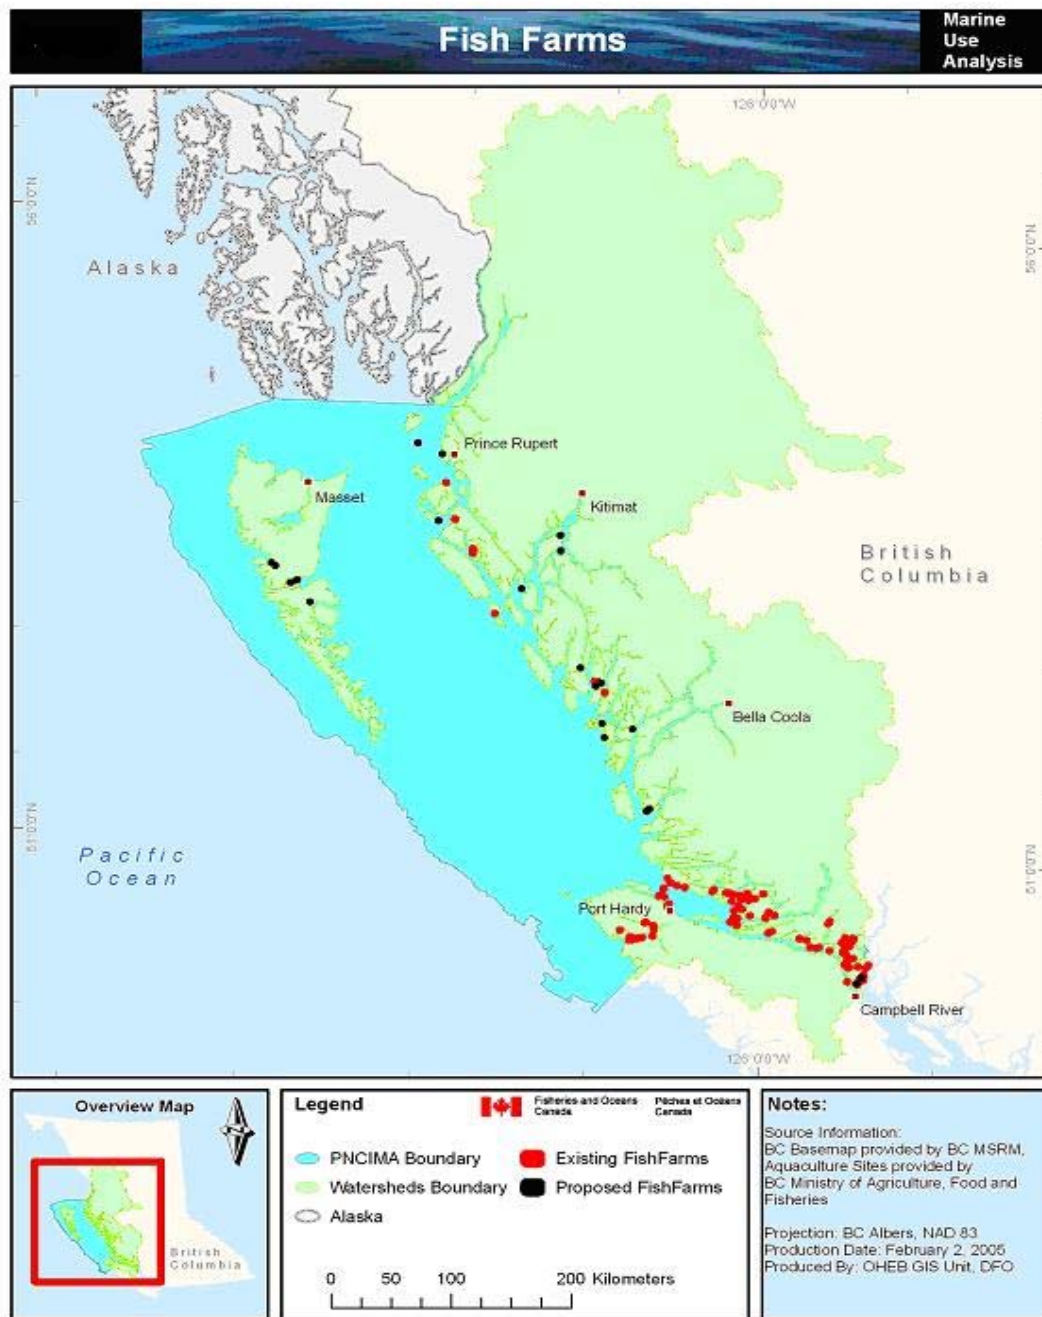 Fish Farms
Marine
Use
Analysis
126°0'0"W
56°0'0"N
56°0'0"N
Alaska
Prince Rupert
Masset
Kitimat
British
Columbia
Bella Coola
51°0'0"N
51°0'0"N
Pacific
Ocean
Port Hardy
Campbell River
126°0'0"W
Overview Map
British
Columbia
Legend
Fisheries and Oceans
Canada
Pêches et Océans
Canada
PNCIMA Boundary
Existing FishFarms
Watersheds Boundary
Proposed FishFarms
Alaska
0 50 100 200 Kilometers
Notes:
Source Information:
BC Basemap provided by BC MSRM,
Aquaculture Sites provided by
BC Ministry of Agriculture, Food and
Fisheries
Projection: BC Albers, NAD 83
Production Date: February 2, 2005
Produced By: OHEB GIS Unit, DFO